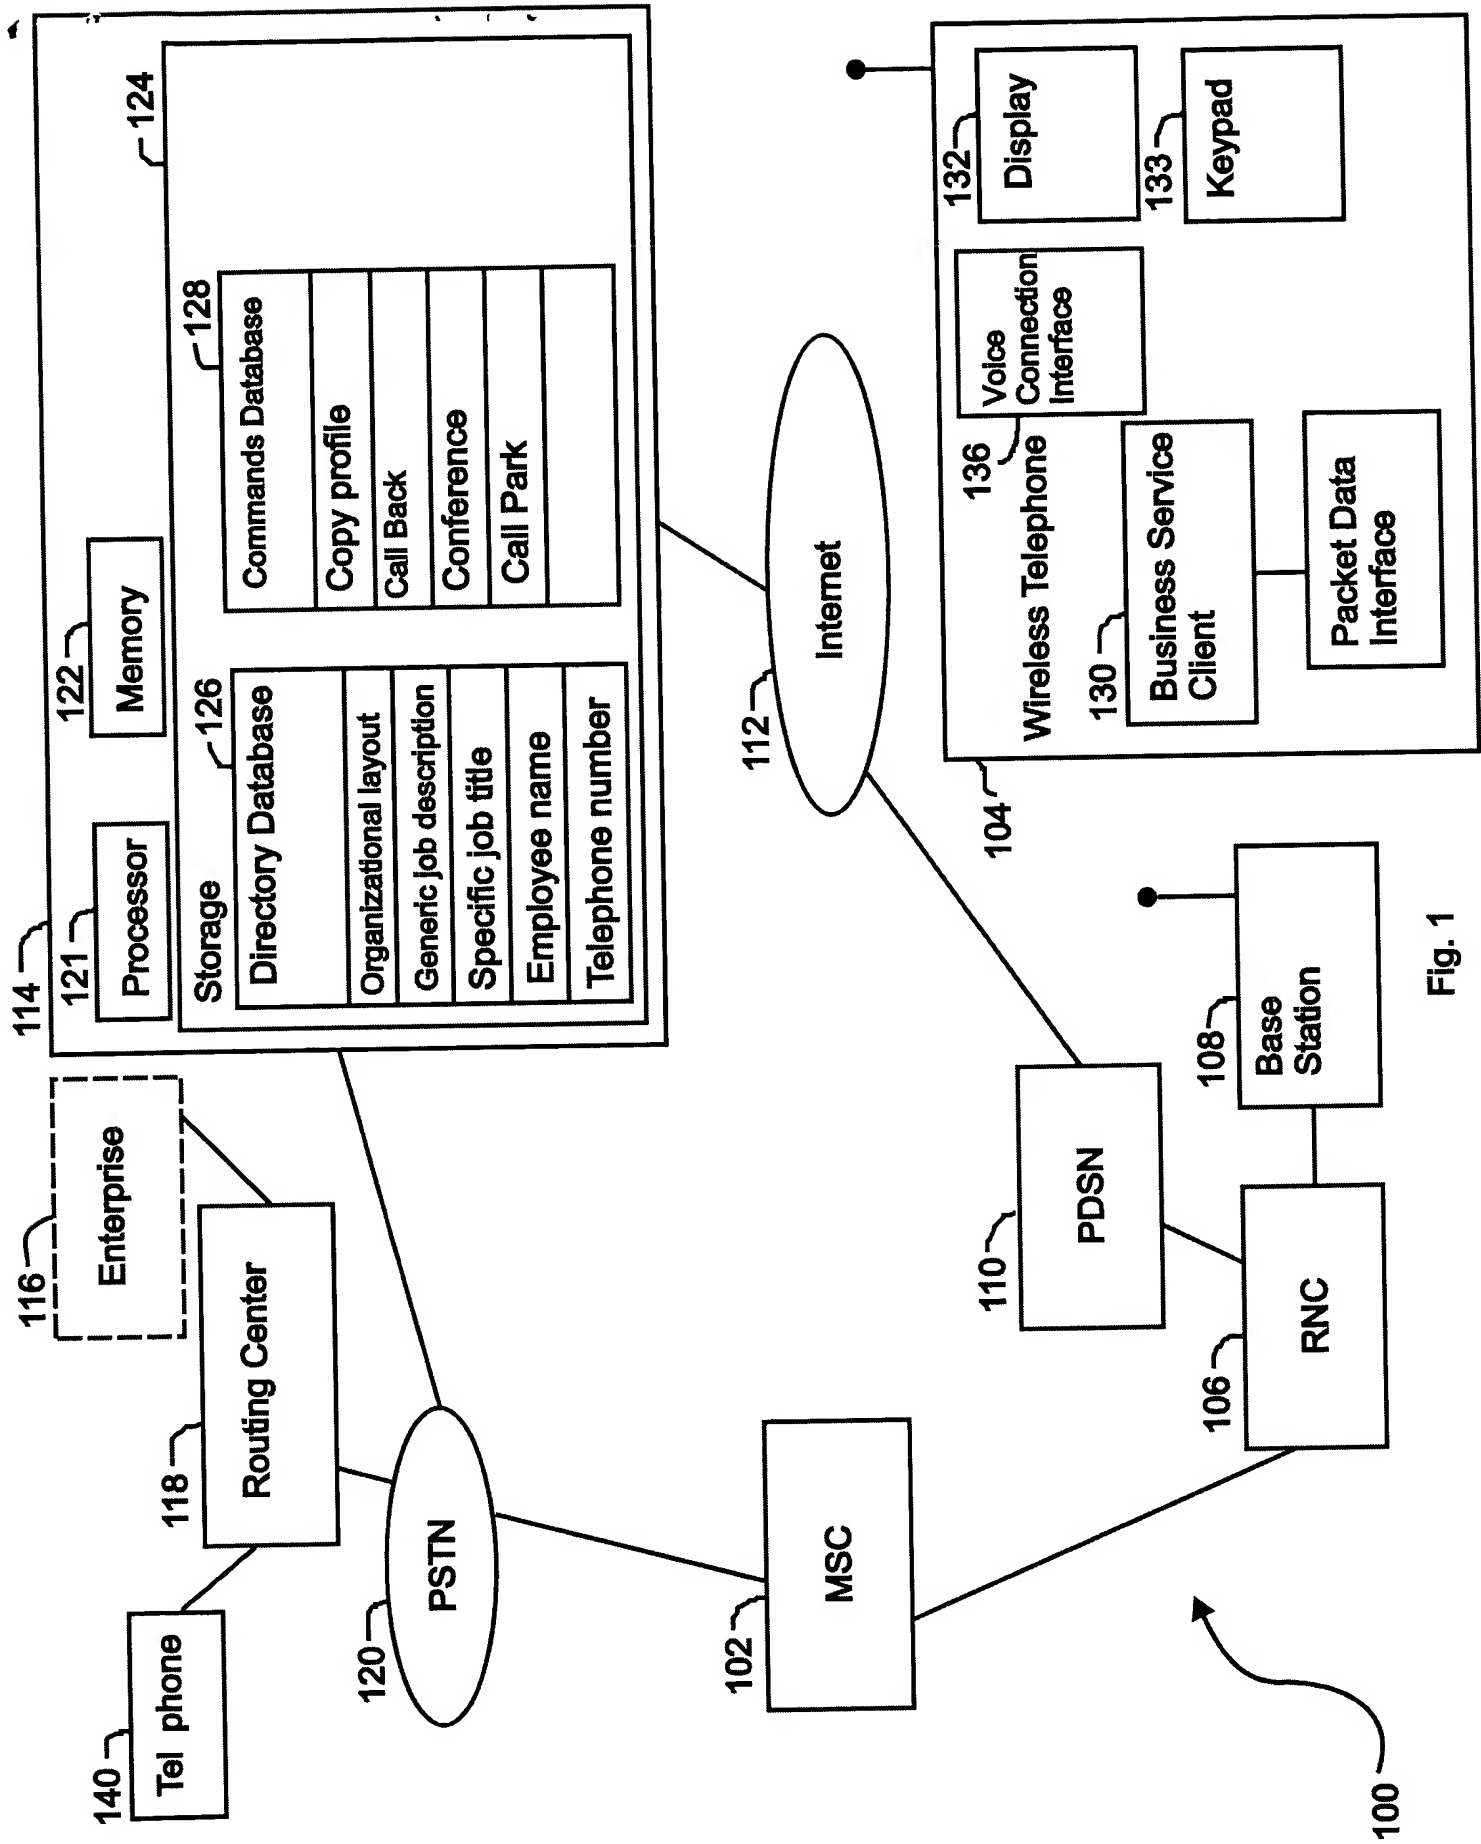 140
Tel phone
118
Routing Center
116
Enterprise
120
PSTN
114
121
Processor
122
Memory
124
Storage
126
Directory Database
Organizational layout
Generic job description
Specific job title
Employee name
Telephone number
128
Commands Database
Copy profile
Call Back
Conference
Call Park
102
MSC
112
Internet
110
PDSN
106
RNC
108
Base
Station
104
Wireless Telephone
136
Voice
Connection
Interface
132
Display
133
Keypad
130
Business Service
Client
Packet Data
Interface
100
Fig. 1